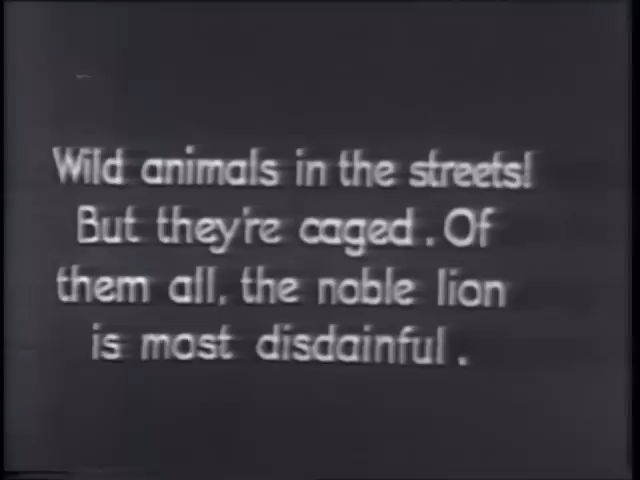 Wild animals in the streets!
But they're caged. Of
them all, the noble lion
is most disdainful.